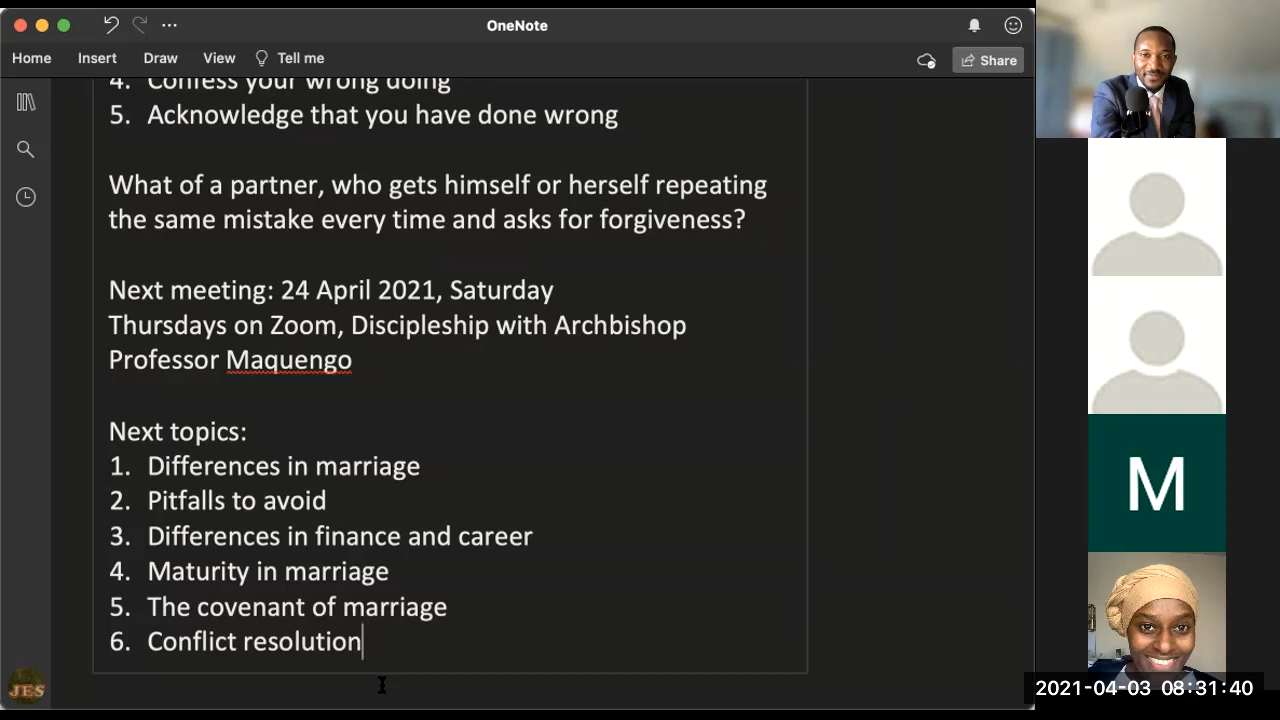 OneNote
Home Insert Draw View Tell me Share
4. Confess your wrong doing
5. Acknowledge that you have done wrong
What of a partner, who gets himself or herself repeating
the same mistake every time and asks for forgiveness?
Next meeting: 24 April 2021, Saturday
Thursdays on Zoom, Discipleship with Archbishop
Professor Maquengo
Next topics:
1. Differences in marriage
2. Pitfalls to avoid
3. Differences in finance and career
4. Maturity in marriage
5. The covenant of marriage
6. Conflict resolution
JES
M
2021-04-03 08:31:40